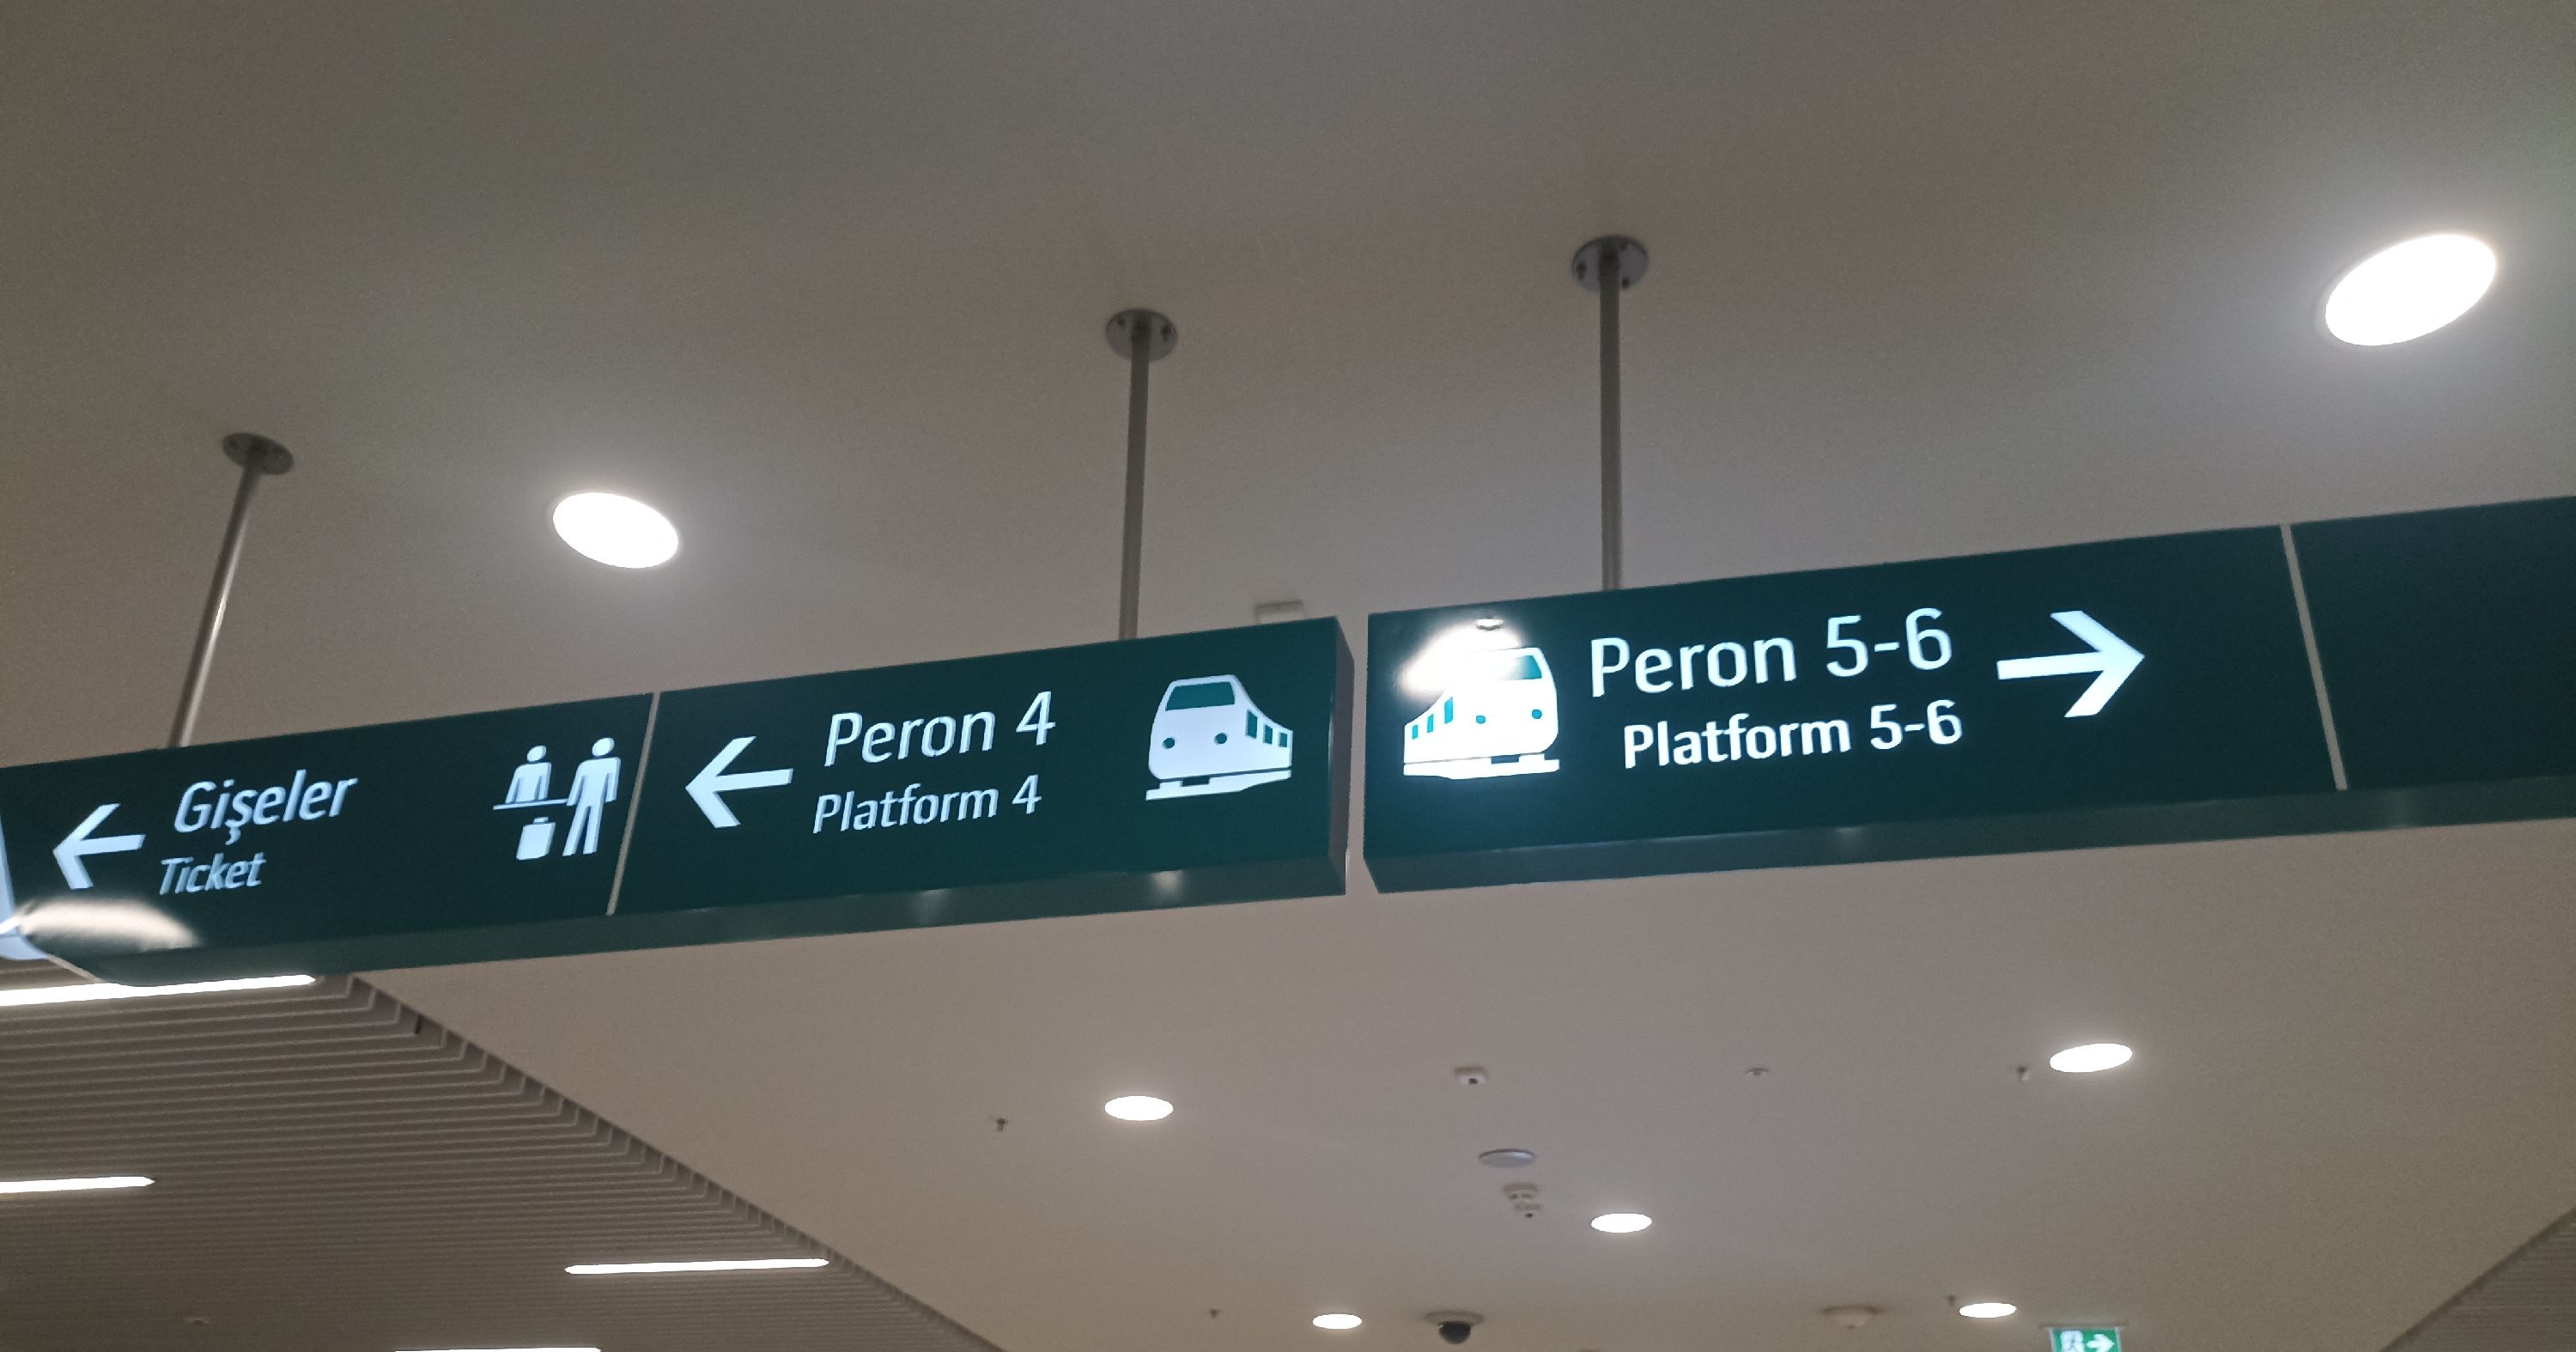 Gişeler
Ticket
Peron 4
Platform 4
Peron 5-6
Platform 5-6